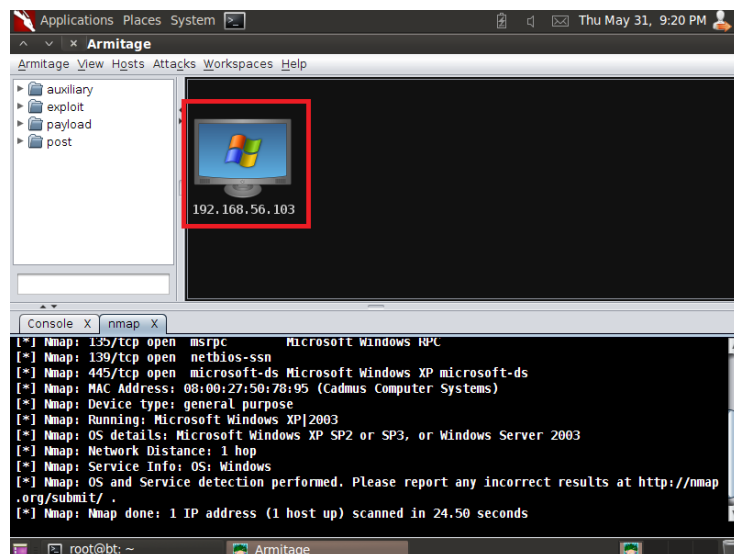 Applications Places System Thu May 31, 9:20 PM
Armitage
Armitage View Hosts Attacks Workspaces Help
auxiliary
exploit
payload
post
192.168.56.103
Console X nmap X
[*] Nmap: 135/tcp open msrpc Microsoft Windows RPC
[*] Nmap: 139/tcp open netbios-ssn
[*] Nmap: 445/tcp open microsoft-ds Microsoft Windows XP microsoft-ds
[*] Nmap: MAC Address: 08:00:27:50:78:95 (Cadmus Computer Systems)
[*] Nmap: Device type: general purpose
[*] Nmap: Running: Microsoft Windows XP|2003
[*] Nmap: OS details: Microsoft Windows XP SP2 or SP3, or Windows Server 2003
[*] Nmap: Network Distance: 1 hop
[*] Nmap: Service Info: OS: Windows
[*] Nmap: OS and Service detection performed. Please report any incorrect results at http://nmap
.org/submit/ .
[*] Nmap: Nmap done: 1 IP address (1 host up) scanned in 24.50 seconds
root@bt: ~ Armitage